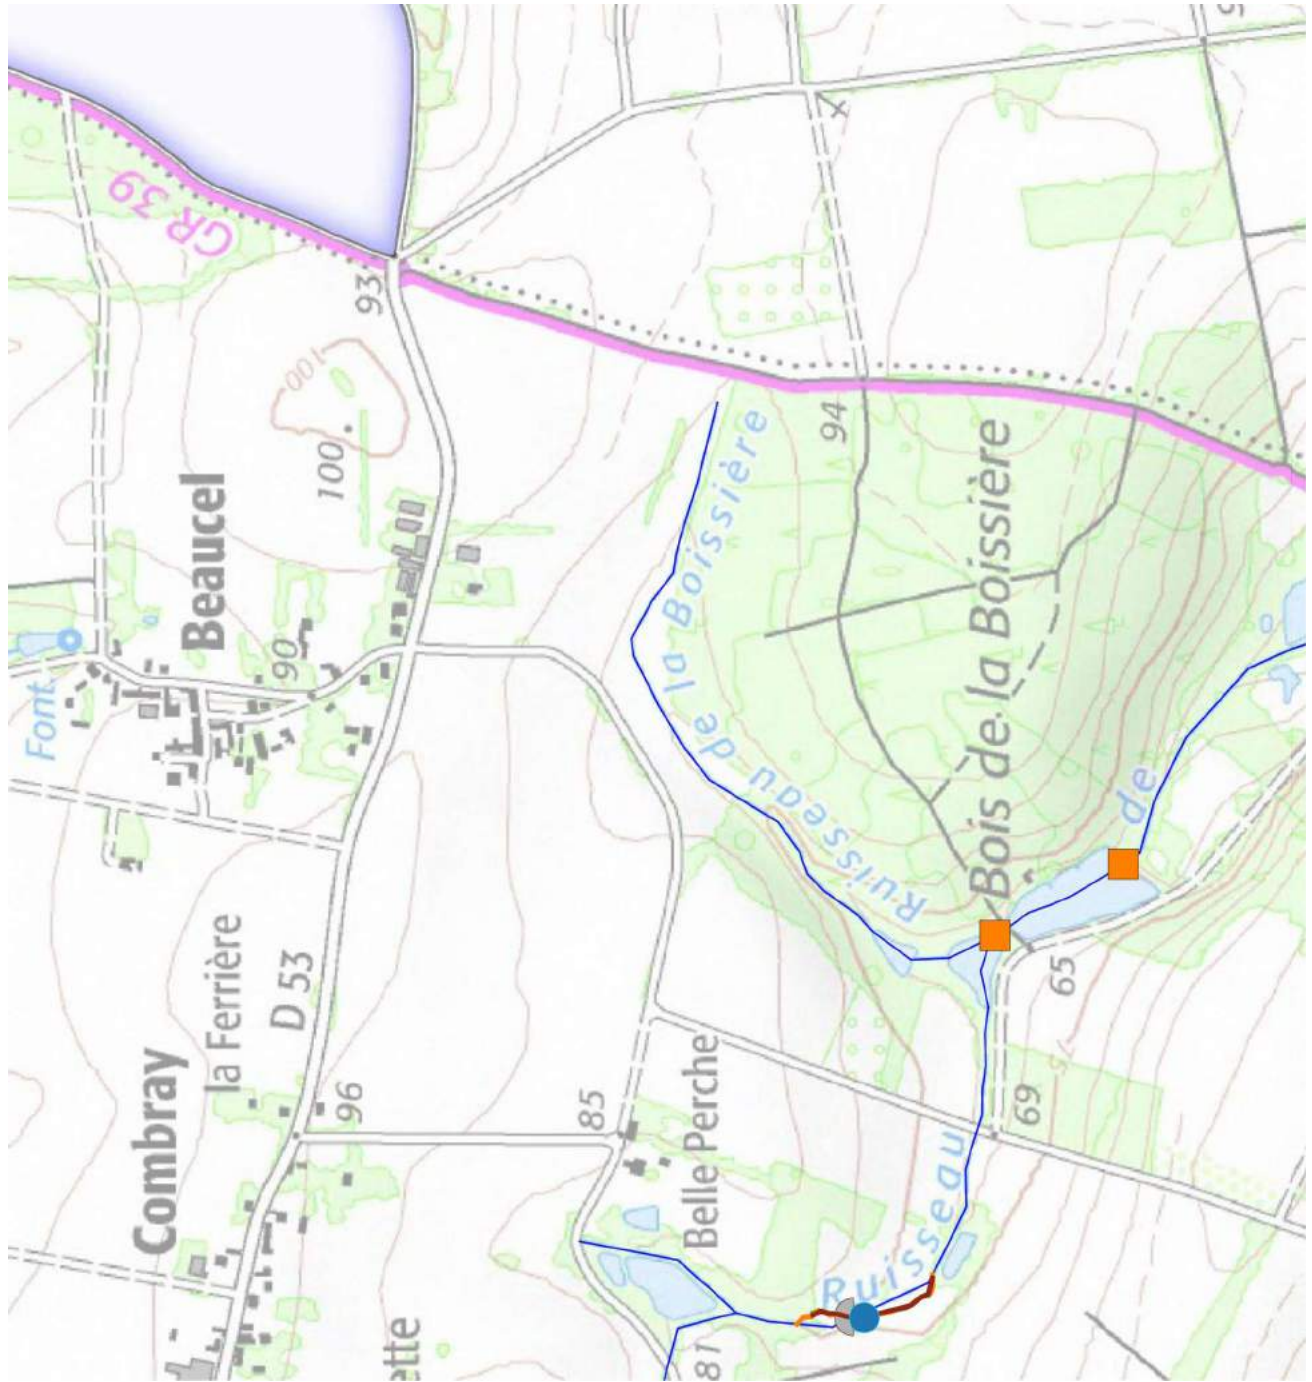 GR 39
93
100
100
Beaucel
90
Font.
94
Bois de la Boissière
Ruisseau de la Boissière
de
la Ferrière
D 53
65
Combray
96
85
Belle Perche
69
Ruisseau
81
ette